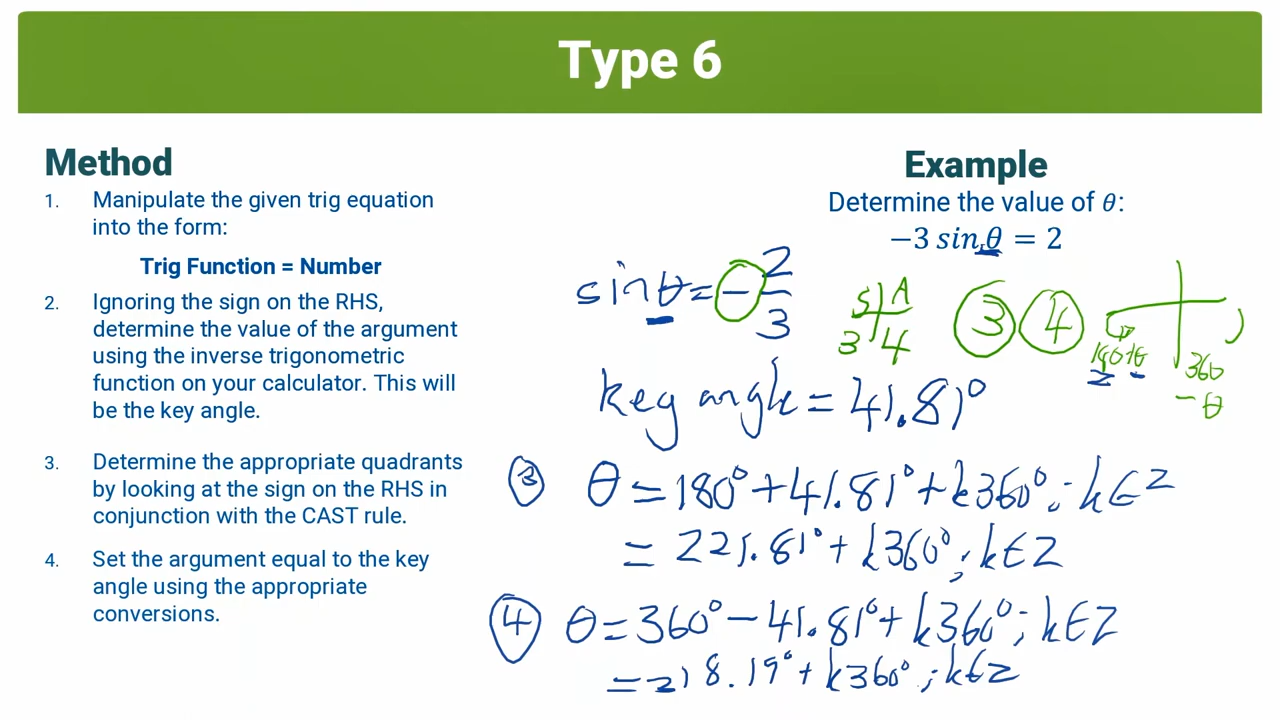 Type 6
Method
1. Manipulate the given trig equation
into the form:
Trig Function = Number
2. Ignoring the sign on the RHS,
determine the value of the argument
using the inverse trigonometric
function on your calculator. This will
be the key angle.
3. Determine the appropriate quadrants
by looking at the sign on the RHS in
conjunction with the CAST rule.
4. Set the argument equal to the key
angle using the appropriate
conversions.
Example
Determine the value of θ:
−3 sin θ = 2
sin θ = − 2/3
S A
3 4
3 4
180+θ
360
− θ
key angle = 41.81°
3 θ = 180° + 41.81° + k360° ; k ∈ Z
= 221.81° + k360° ; k ∈ Z
4 θ = 360° − 41.81° + k360° ; k ∈ Z
= 218.19° + k360° ; k ∈ Z